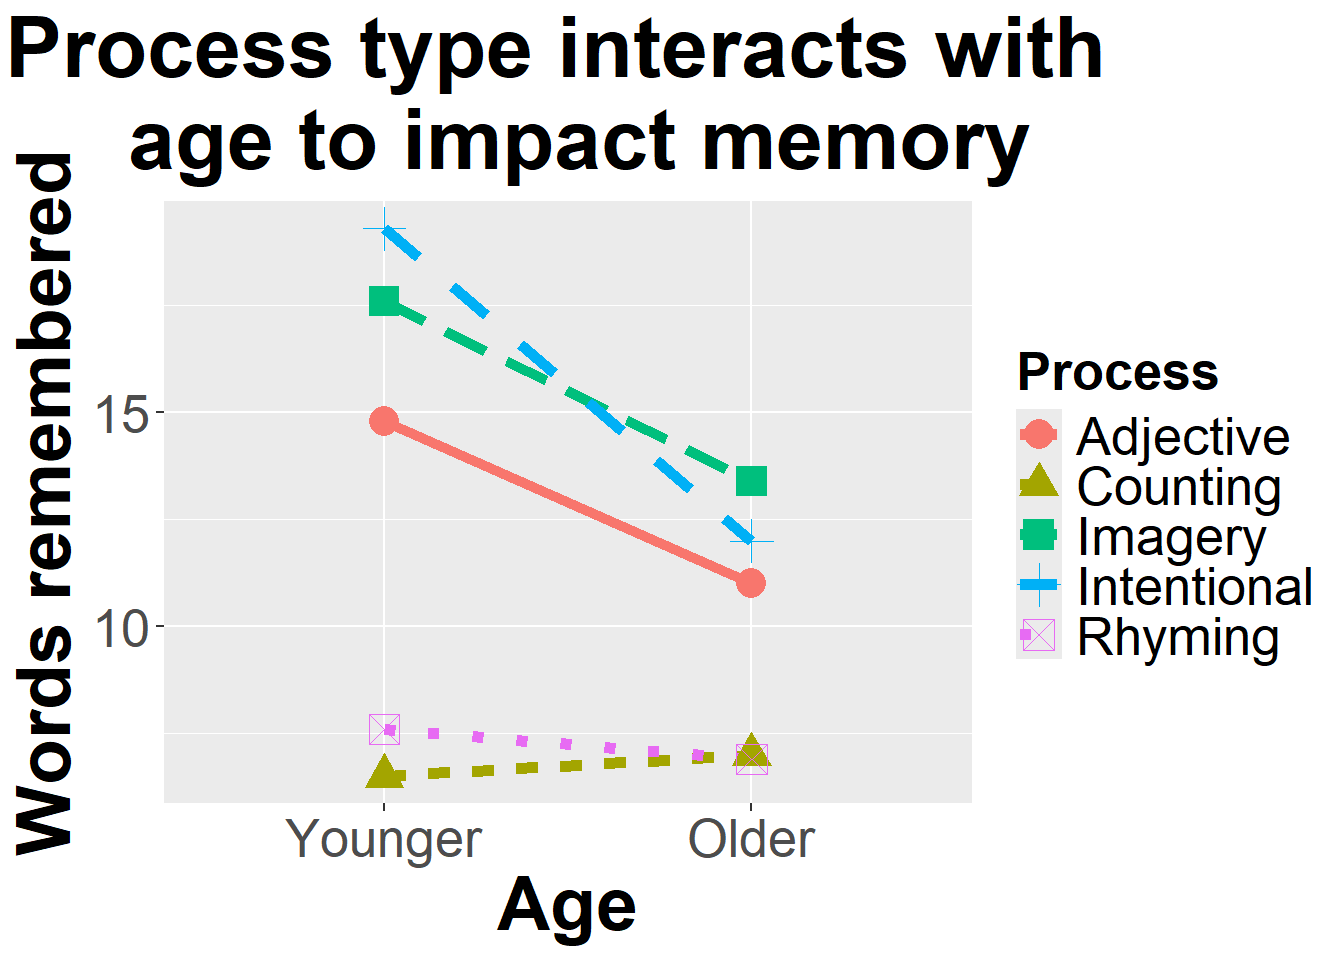 Process type interacts with
age to impact memory
Words remembered
15
10
Younger
Older
Age
Process
Adjective
Counting
Imagery
Intentional
Rhyming